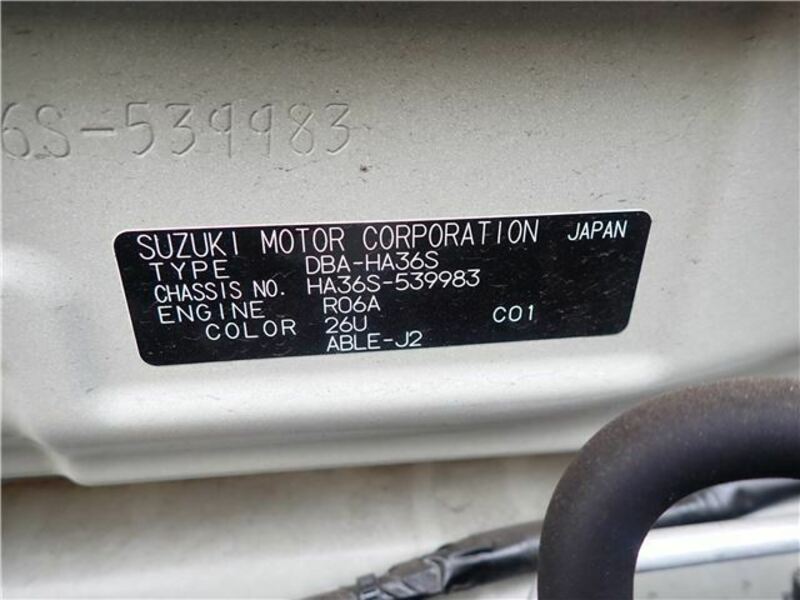 6S-539983
SUZUKI MOTOR CORPORATION JAPAN
TYPE DBA-HA36S
CHASSIS NO. HA36S-539983
ENGINE R06A
COLOR 26U C01
ABLE-J2